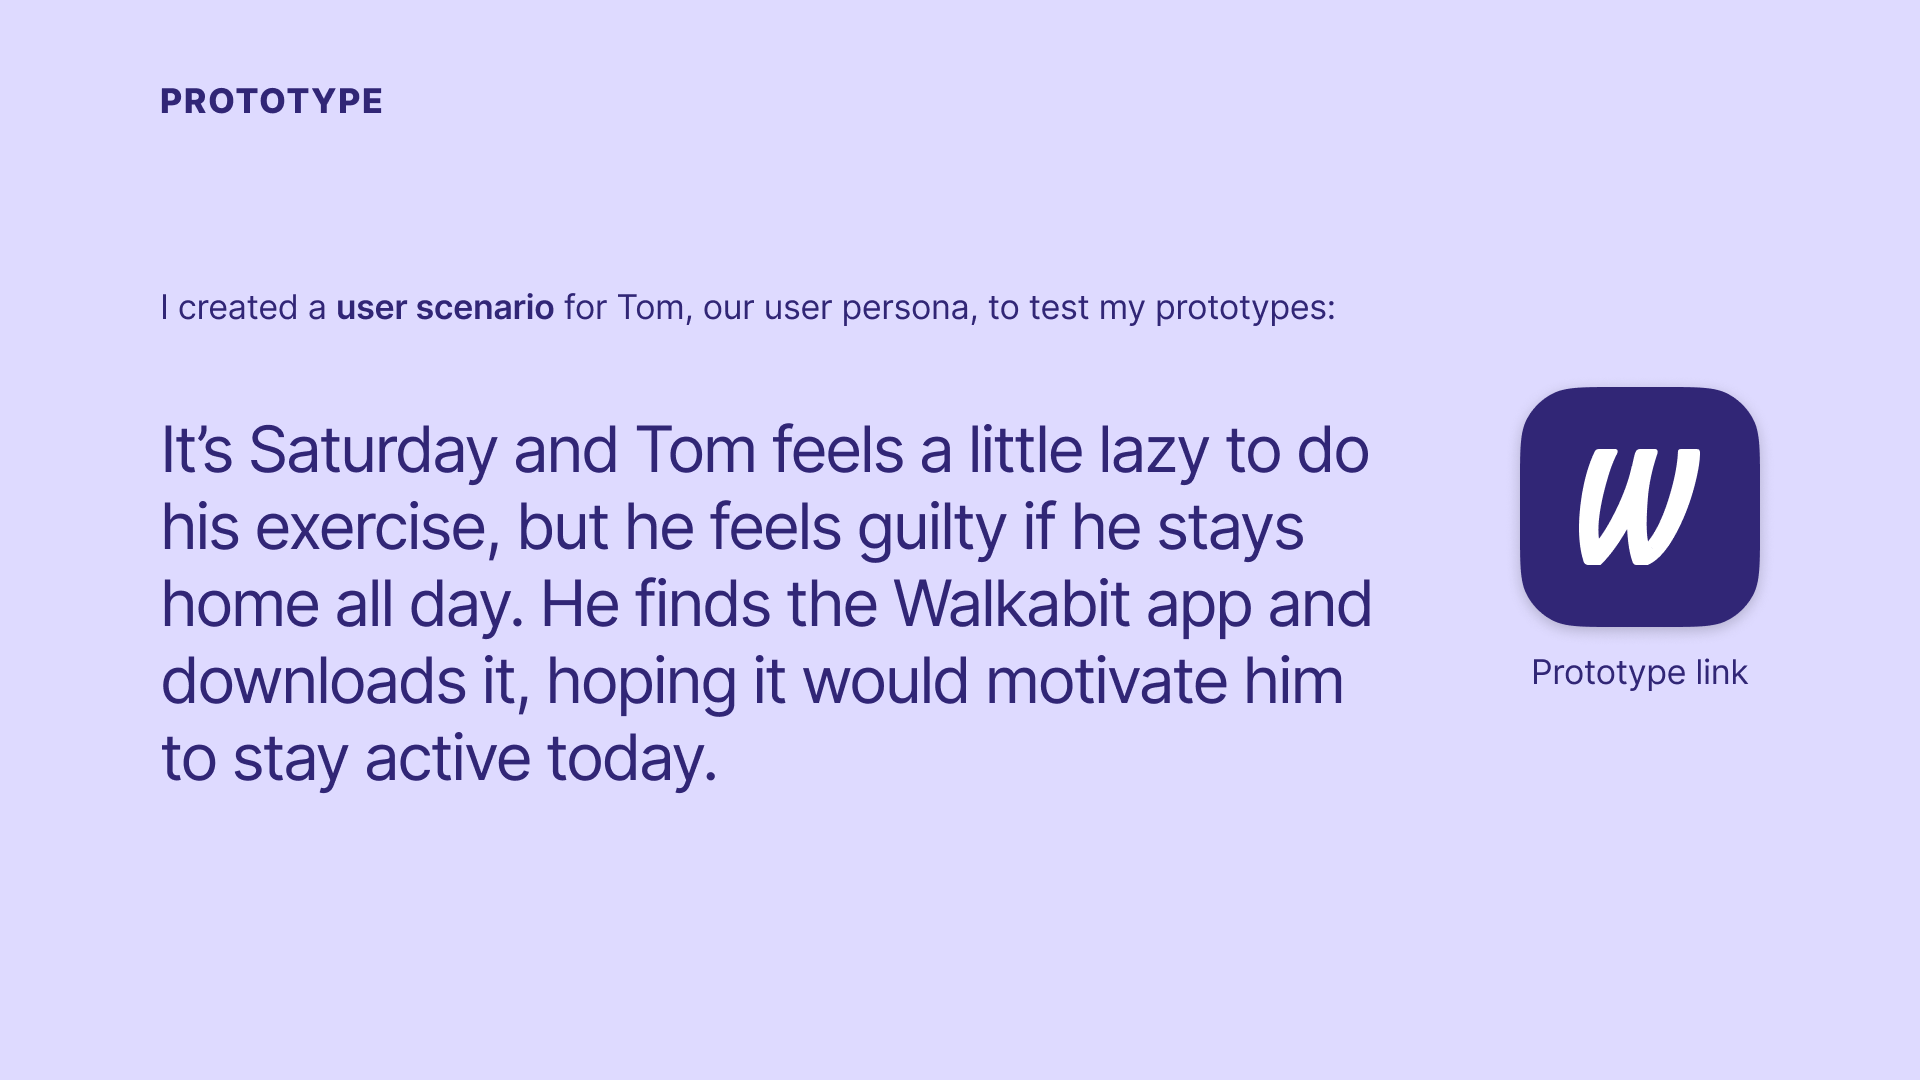 PROTOTYPE
I created a user scenario for Tom, our user persona, to test my prototypes:
It’s Saturday and Tom feels a little lazy to do
his exercise, but he feels guilty if he stays
home all day. He finds the Walkabit app and
downloads it, hoping it would motivate him
to stay active today.
W
Prototype link